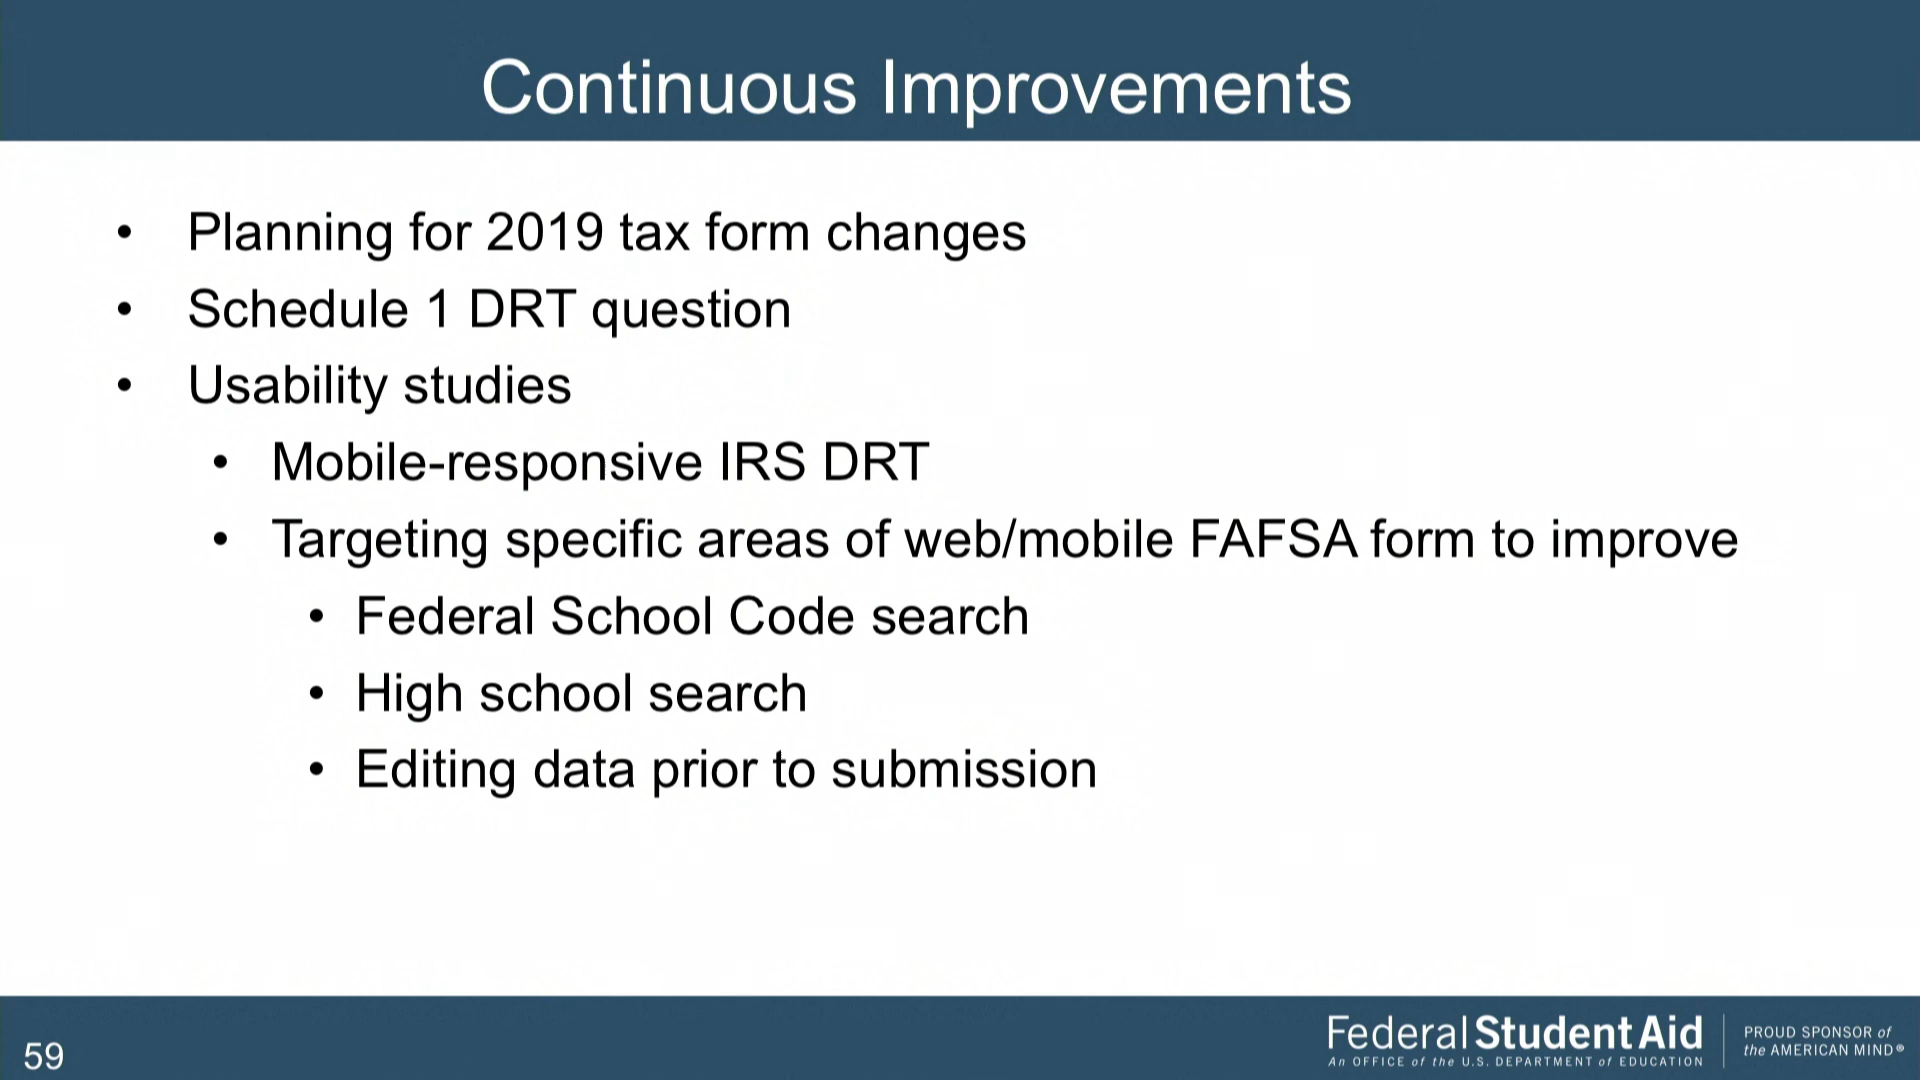 Continuous Improvements
• Planning for 2019 tax form changes
• Schedule 1 DRT question
• Usability studies
• Mobile-responsive IRS DRT
• Targeting specific areas of web/mobile FAFSA form to improve
• Federal School Code search
• High school search
• Editing data prior to submission
59
Federal Student Aid
An OFFICE of the U.S. DEPARTMENT of EDUCATION
PROUD SPONSOR of
the AMERICAN MIND®